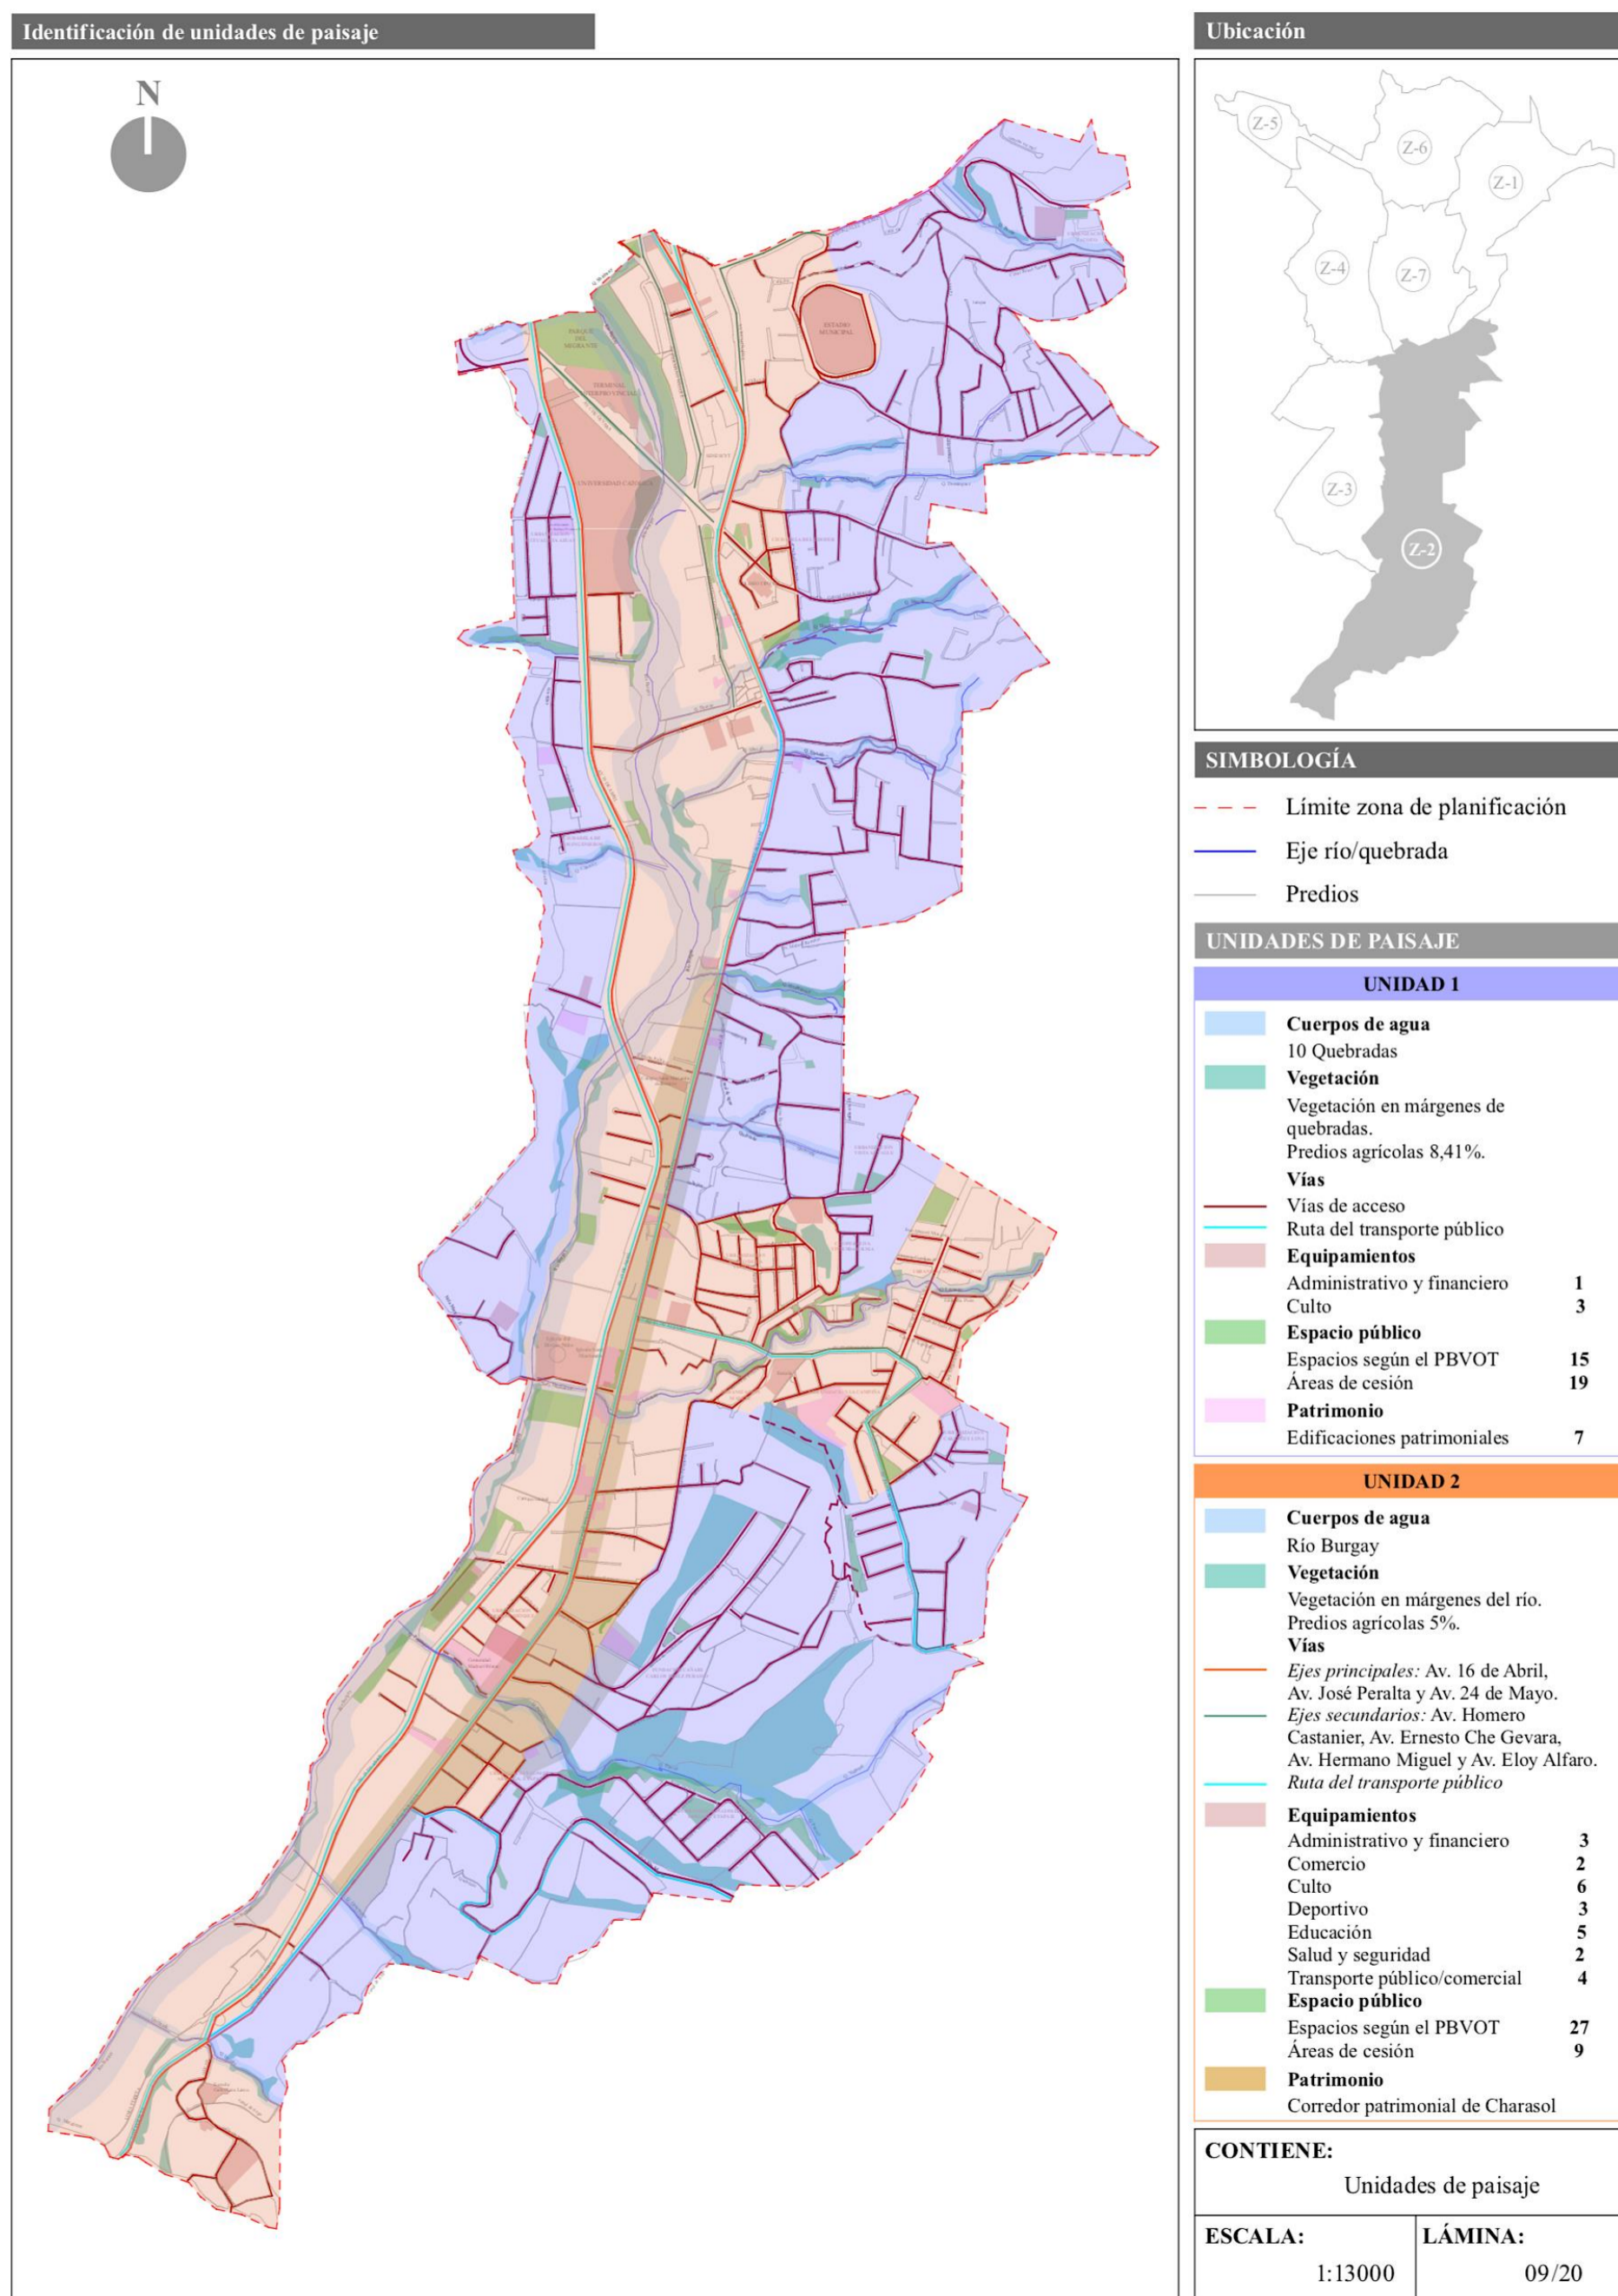 Identificación de unidades de paisaje
N
PARQUE
DEL
MIGRANTE
TERMINAL
INTERPROVINCIAL
UNIVERSIDAD CATÓLICA
ESTADIO
MUNICIPAL
Ubicación
Z-5
Z-6
Z-1
Z-4
Z-7
Z-3
Z-2
SIMBOLOGÍA
Límite zona de planificación
Eje río/quebrada
Predios
UNIDADES DE PAISAJE
UNIDAD 1
Cuerpos de agua
10 Quebradas
Vegetación
Vegetación en márgenes de
quebradas.
Predios agrícolas 8,41%.
Vías
Vías de acceso
Ruta del transporte público
Equipamientos
Administrativo y financiero 1
Culto 3
Espacio público
Espacios según el PBVOT 15
Áreas de cesión 19
Patrimonio
Edificaciones patrimoniales 7
UNIDAD 2
Cuerpos de agua
Río Burgay
Vegetación
Vegetación en márgenes del río.
Predios agrícolas 5%.
Vías
Ejes principales: Av. 16 de Abril,
Av. José Peralta y Av. 24 de Mayo.
Ejes secundarios: Av. Homero
Castanier, Av. Ernesto Che Gevara,
Av. Hermano Miguel y Av. Eloy Alfaro.
Ruta del transporte público
Equipamientos
Administrativo y financiero 3
Comercio 2
Culto 6
Deportivo 3
Educación 5
Salud y seguridad 2
Transporte público/comercial 4
Espacio público
Espacios según el PBVOT 27
Áreas de cesión 9
Patrimonio
Corredor patrimonial de Charasol
CONTIENE:
Unidades de paisaje
ESCALA:
1:13000
LÁMINA:
09/20